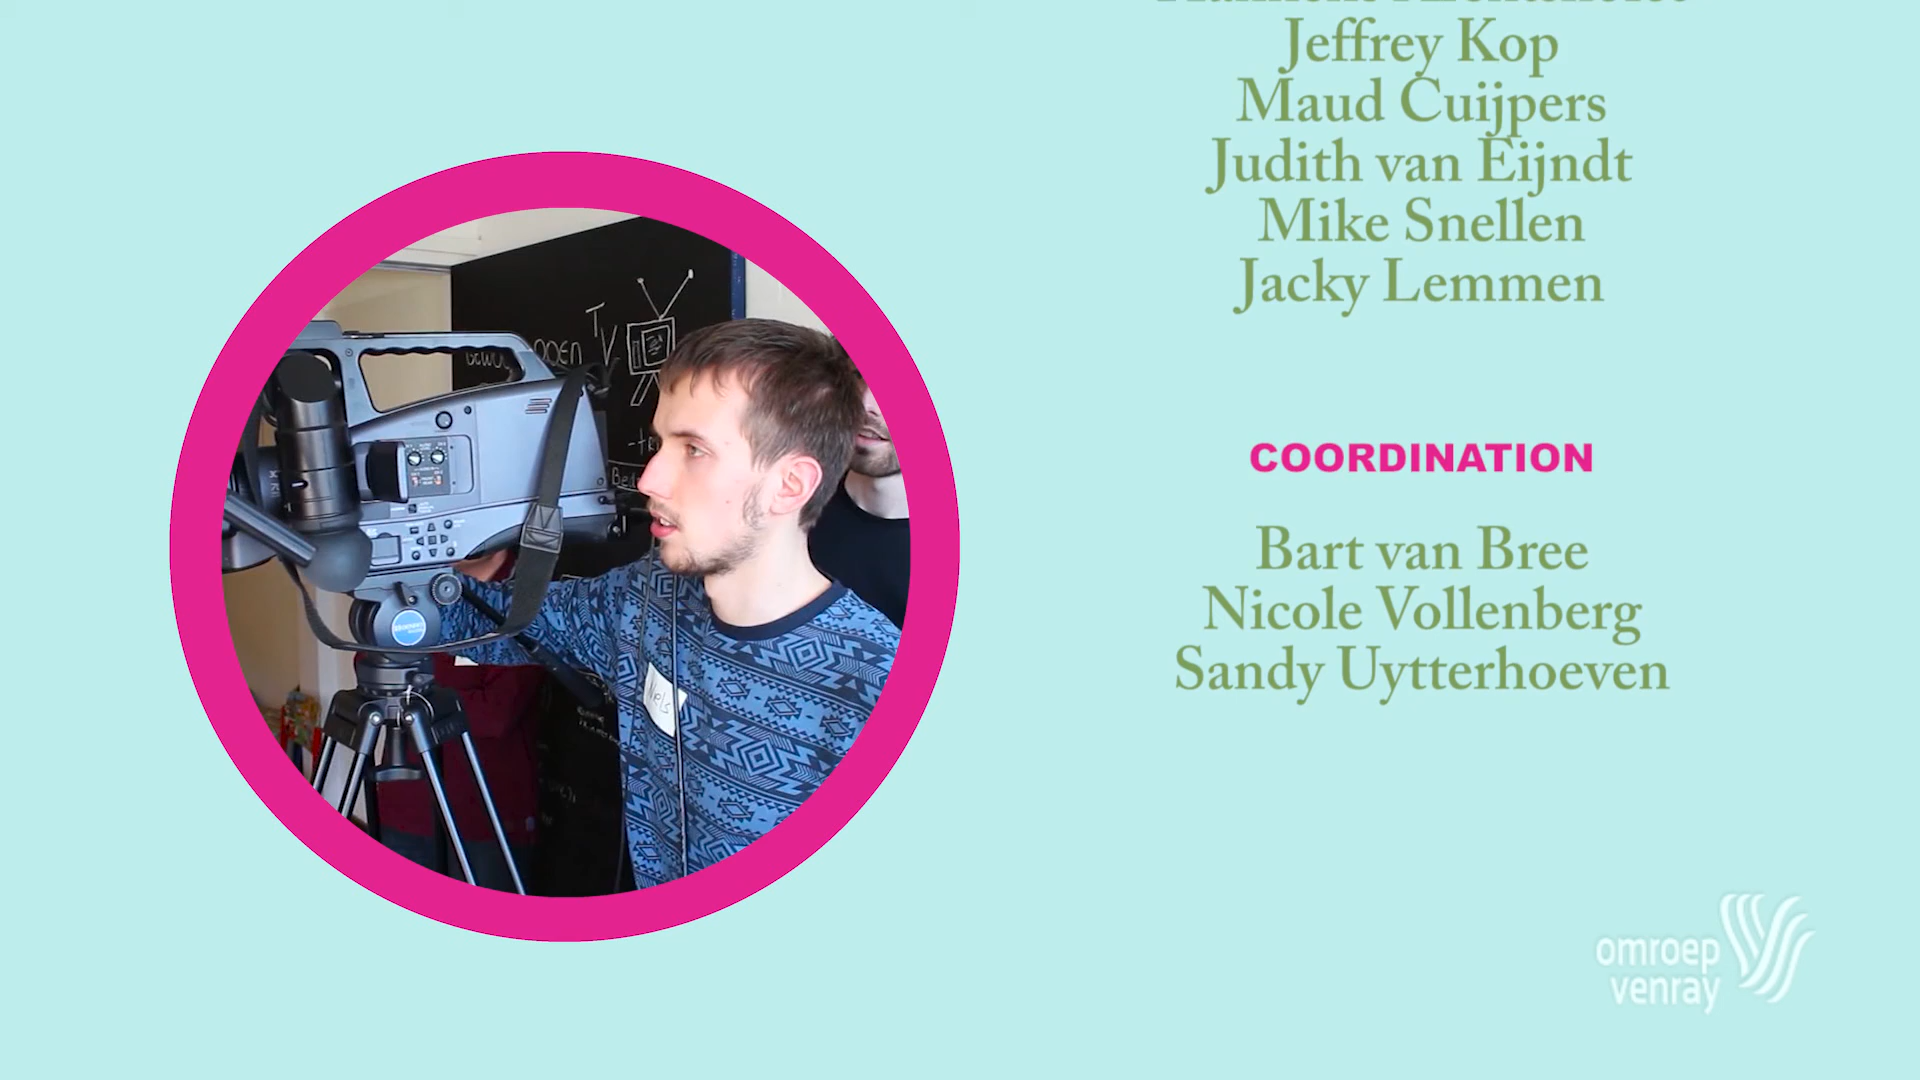 Jeffrey Kop
Maud Cuijpers
Judith van Eijndt
Mike Snellen
Jacky Lemmen
COORDINATION
Bart van Bree
Nicole Vollenberg
Sandy Uytterhoeven
omroep
venray
TV